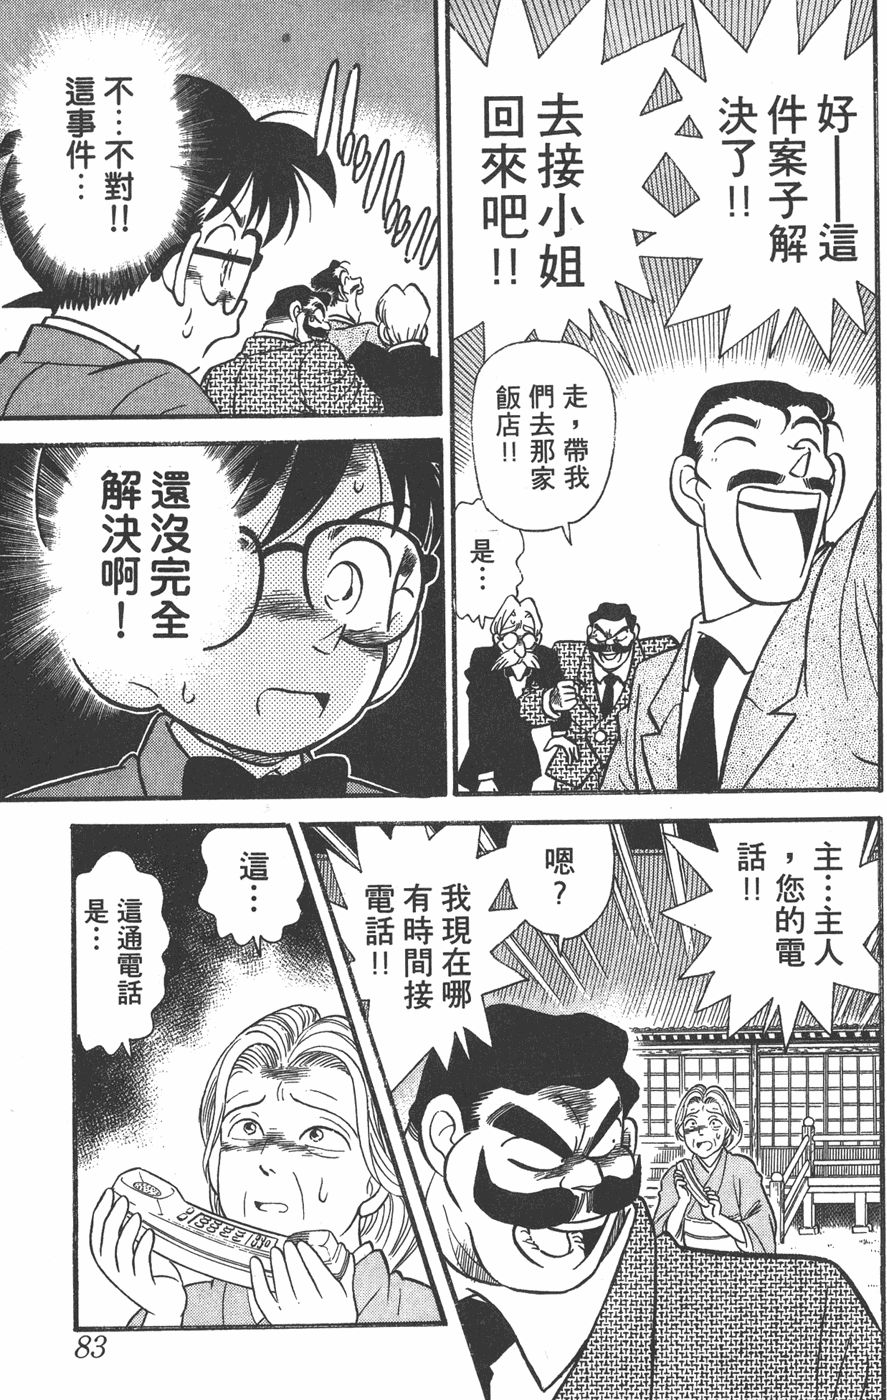 好——這
件案子解
決了!!
去接小姐
回來吧!!
走，帶我
們去那家
飯店!!
是…
不…不對!!
這事件…
還沒完全
解決啊！
主…主人
，您的電
話!!
嗯?
我現在哪
有時間接
電話!!
這…
這通電話
是…
83